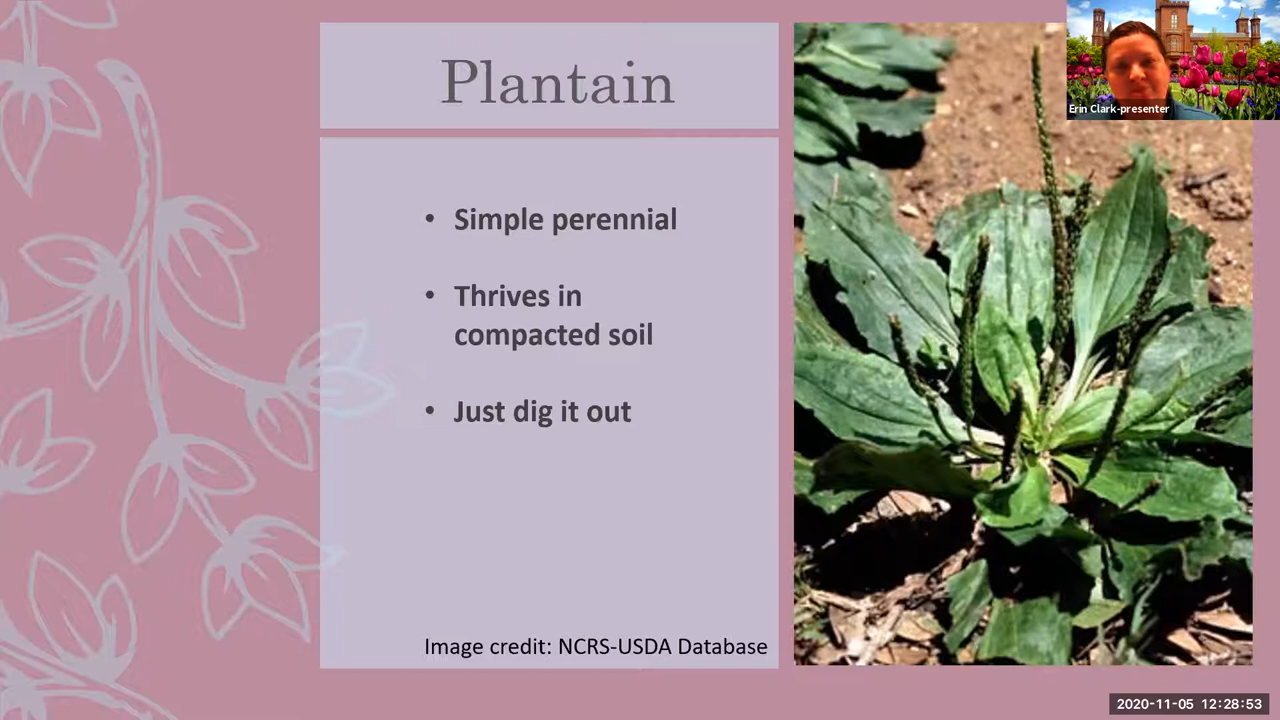 Plantain
• Simple perennial
• Thrives in
compacted soil
• Just dig it out
Image credit: NCRS-USDA Database
Erin Clark-presenter
2020-11-05 12:28:53